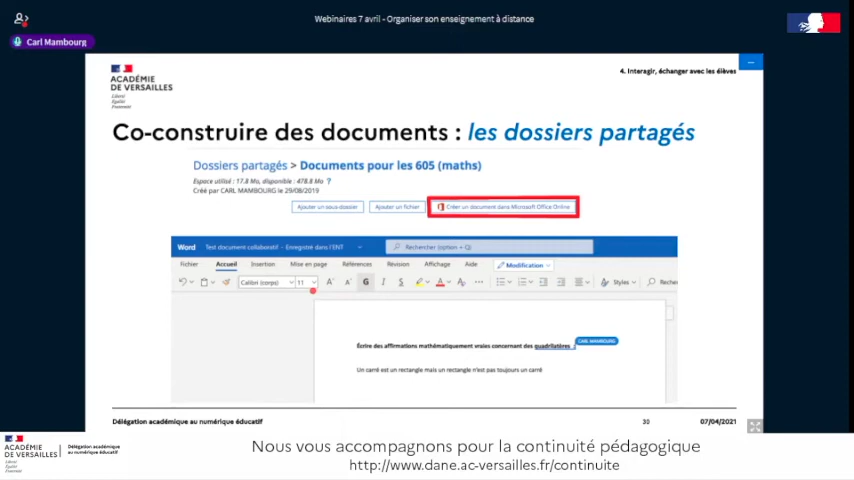 Webinaires 7 avril - Organiser son enseignement à distance
Carl Mambourg
4. Interagir, échanger avec les élèves
ACADÉMIE
DE VERSAILLES
Liberté
Égalité
Fraternité
Co-construire des documents : les dossiers partagés
Dossiers partagés > Documents pour les 605 (maths)
Espace utilisé : 17.8 Mo, disponible : 478.8 Mo ?
Créé par CARL MAMBOURG le 29/08/2019
Ajouter un sous-dossier
Ajouter un fichier
Créer un document dans Microsoft Office Online
Word Test document collaboratif - Enregistré dans l'ENT
Rechercher (option + Q)
Fichier Accueil Insertion Mise en page Références Révision Affichage Aide Modification
Calibri (corps) 11 A A G I S A Styles Recher
CARL MAMBOURG
Écrire des affirmations mathématiquement vraies concernant des quadrilatères :
Un carré est un rectangle mais un rectangle n'est pas toujours un carré
Délégation académique au numérique éducatif 30 07/04/2021
ACADÉMIE
DE VERSAILLES
Liberté
Égalité
Fraternité
Délégation académique
au numérique éducatif
Nous vous accompagnons pour la continuité pédagogique
http://www.dane.ac-versailles.fr/continuite